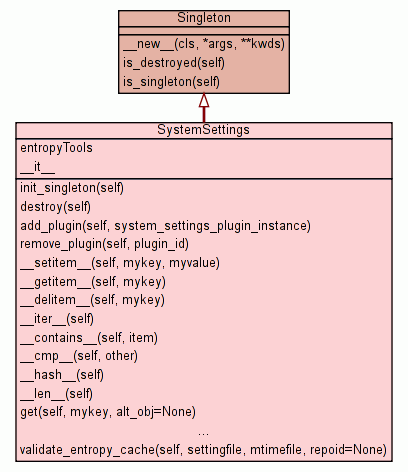 Singleton
__new__(cls, *args, **kwds)
is_destroyed(self)
is_singleton(self)
SystemSettings
entropyTools
__it__
init_singleton(self)
destroy(self)
add_plugin(self, system_settings_plugin_instance)
remove_plugin(self, plugin_id)
__setitem__(self, mykey, myvalue)
__getitem__(self, mykey)
__delitem__(self, mykey)
__iter__(self)
__contains__(self, item)
__cmp__(self, other)
__hash__(self)
__len__(self)
get(self, mykey, alt_obj=None)
...
validate_entropy_cache(self, settingfile, mtimefile, repoid=None)